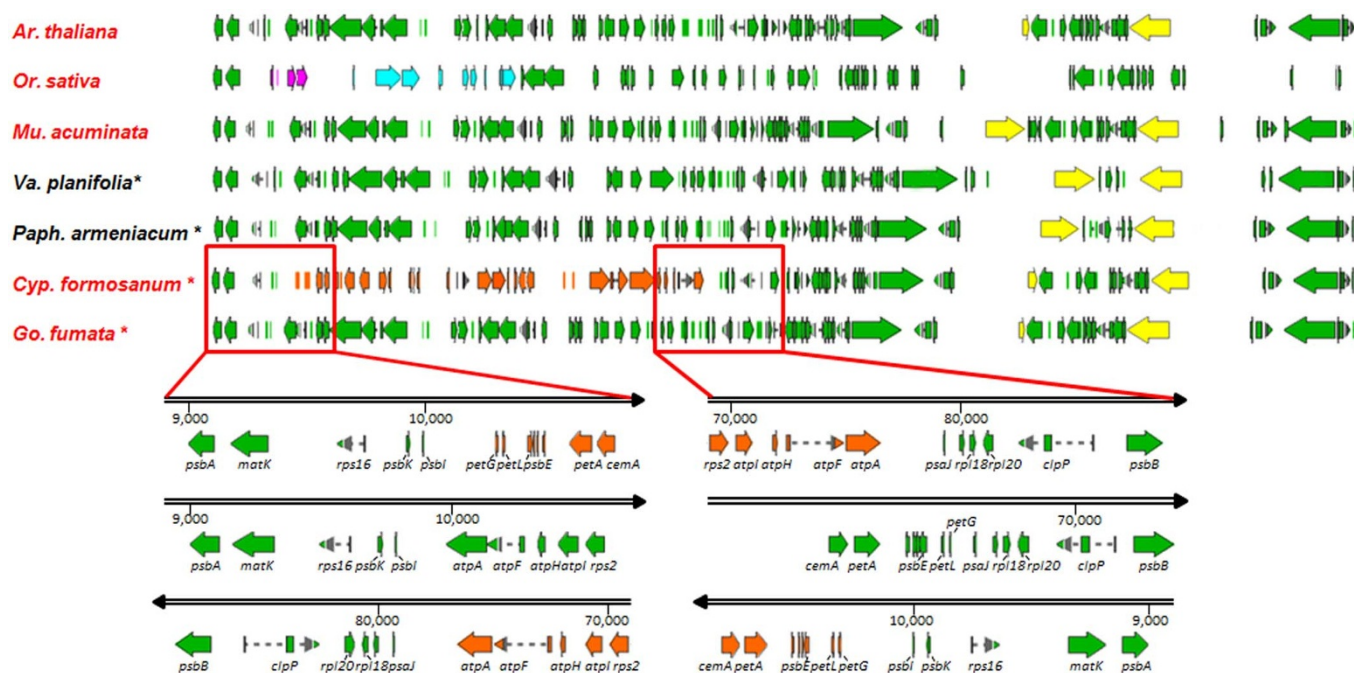 Ar. thaliana
Or. sativa
Mu. acuminata
Va. planifolia*
Paph. armeniacum *
Cyp. formosanum *
Go. fumata *
9,000 10,000 70,000 80,000
psbA matK rps16 psbK psbI petG petL psbE petA cemA rps2 atpI atpH atpF atpA psaJ rpl18 rpl20 clpP psbB
9,000 10,000 70,000
petG
psbA matK rps16 psbK psbI atpA atpF atpH atpI rps2 cemA petA psbE petL psaJ rpl18 rpl20 clpP psbB
80,000 70,000 10,000 9,000
psbB clpP rpl20 rpl18 psaJ atpA atpF atpH atpI rps2 cemA petA psbE petL petG psbI psbK rps16 matK psbA